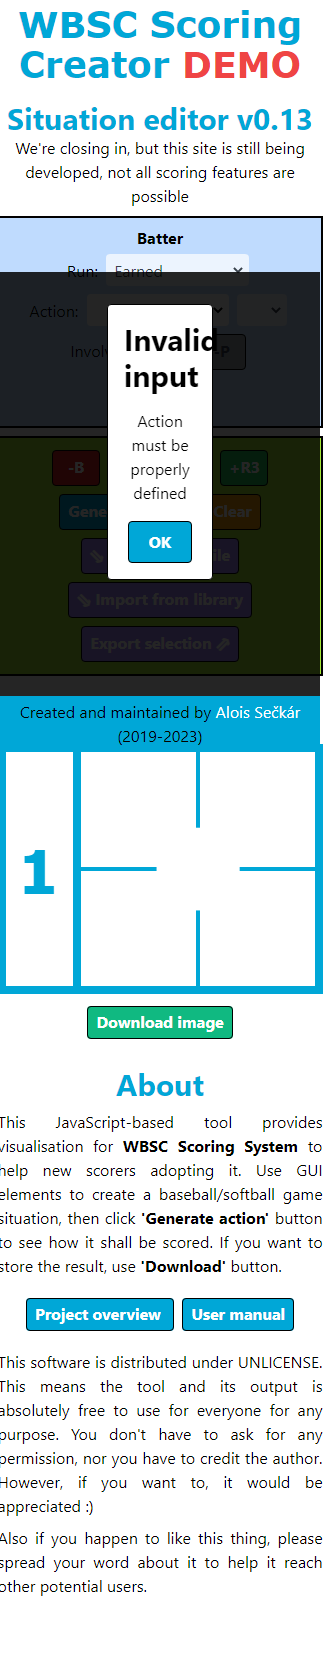 WBSC Scoring
Creator DEMO
Situation editor v0.13
We're closing in, but this site is still being
developed, not all scoring features are
possible
Batter
Run: Earned
Action:
Invalid
input
Action
must be
properly
defined
OK
-B
+R3
Clear
Import from library
Export selection
Created and maintained by Alois Sečkár
(2019-2023)
1
Download image
About
This JavaScript-based tool provides
visualisation for WBSC Scoring System to
help new scorers adopting it. Use GUI
elements to create a baseball/softball game
situation, then click 'Generate action' button
to see how it shall be scored. If you want to
store the result, use 'Download' button.
Project overview User manual
This software is distributed under UNLICENSE.
This means the tool and its output is
absolutely free to use for everyone for any
purpose. You don't have to ask for any
permission, nor you have to credit the author.
However, if you want to, it would be
appreciated :)
Also if you happen to like this thing, please
spread your word about it to help it reach
other potential users.